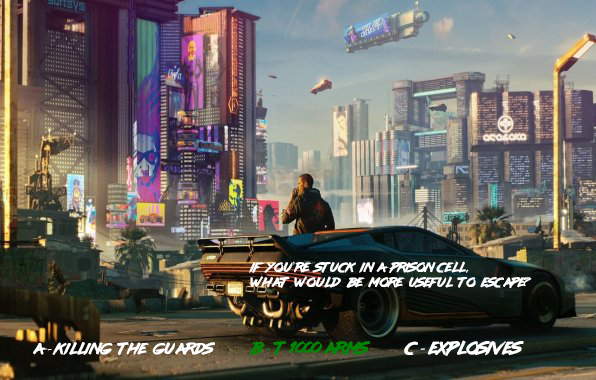 ARASAKA
IF YOU'RE STUCK IN A PRISON CELL.
WHAT WOULD BE MORE USEFUL TO ESCAPE?
A - KILLING THE GUARDS
B - T 1000 ARMS
C - EXPLOSIVES